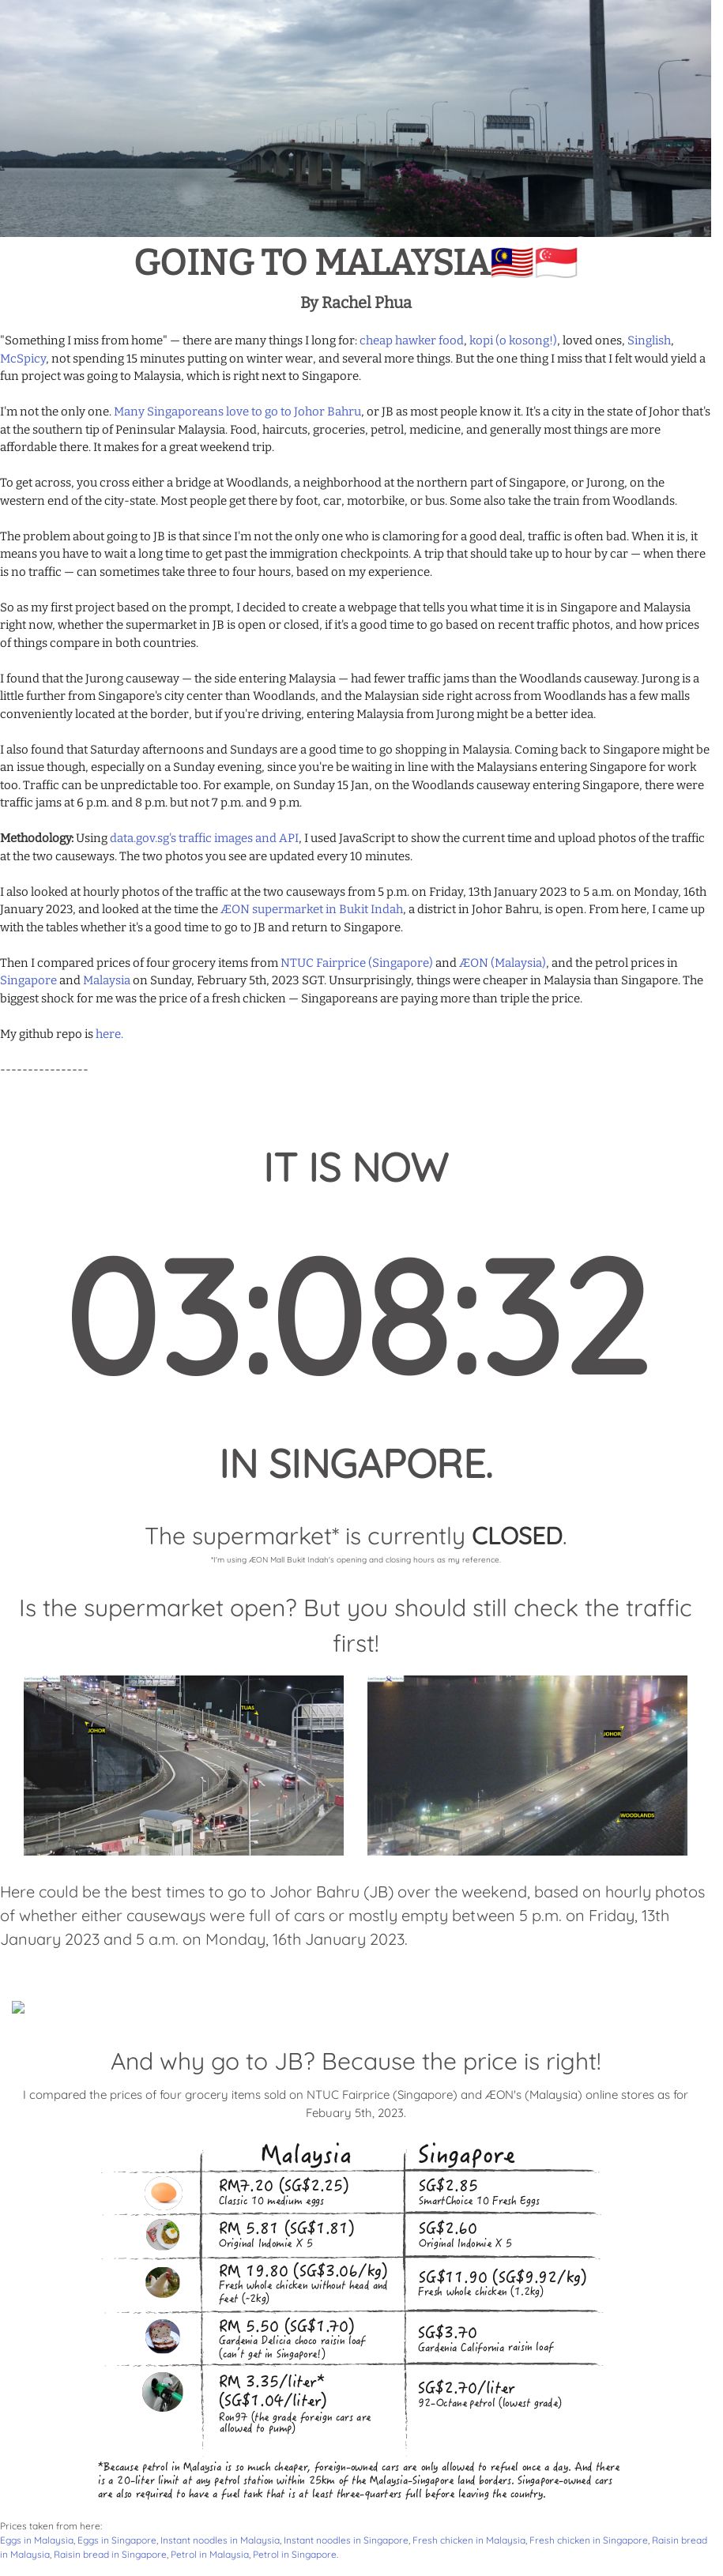 GOING TO MALAYSIA🇲🇾🇸🇬
By Rachel Phua
"Something I miss from home" — there are many things I long for: cheap hawker food, kopi (o kosong!), loved ones, Singlish,
McSpicy, not spending 15 minutes putting on winter wear, and several more things. But the one thing I miss that I felt would yield a
fun project was going to Malaysia, which is right next to Singapore.
I'm not the only one. Many Singaporeans love to go to Johor Bahru, or JB as most people know it. It's a city in the state of Johor that's
at the southern tip of Peninsular Malaysia. Food, haircuts, groceries, petrol, medicine, and generally most things are more
affordable there. It makes for a great weekend trip.
To get across, you cross either a bridge at Woodlands, a neighborhood at the northern part of Singapore, or Jurong, on the
western end of the city-state. Most people get there by foot, car, motorbike, or bus. Some also take the train from Woodlands.
The problem about going to JB is that since I'm not the only one who is clamoring for a good deal, traffic is often bad. When it is, it
means you have to wait a long time to get past the immigration checkpoints. A trip that should take up to hour by car — when there
is no traffic — can sometimes take three to four hours, based on my experience.
So as my first project based on the prompt, I decided to create a webpage that tells you what time it is in Singapore and Malaysia
right now, whether the supermarket in JB is open or closed, if it's a good time to go based on recent traffic photos, and how prices
of things compare in both countries.
I found that the Jurong causeway — the side entering Malaysia — had fewer traffic jams than the Woodlands causeway. Jurong is a
little further from Singapore's city center than Woodlands, and the Malaysian side right across from Woodlands has a few malls
conveniently located at the border, but if you're driving, entering Malaysia from Jurong might be a better idea.
I also found that Saturday afternoons and Sundays are a good time to go shopping in Malaysia. Coming back to Singapore might be
an issue though, especially on a Sunday evening, since you're be waiting in line with the Malaysians entering Singapore for work
too. Traffic can be unpredictable too. For example, on Sunday 15 Jan, on the Woodlands causeway entering Singapore, there were
traffic jams at 6 p.m. and 8 p.m. but not 7 p.m. and 9 p.m.
Methodology: Using data.gov.sg's traffic images and API, I used JavaScript to show the current time and upload photos of the traffic
at the two causeways. The two photos you see are updated every 10 minutes.
I also looked at hourly photos of the traffic at the two causeways from 5 p.m. on Friday, 13th January 2023 to 5 a.m. on Monday, 16th
January 2023, and looked at the time the ÆON supermarket in Bukit Indah, a district in Johor Bahru, is open. From here, I came up
with the tables whether it's a good time to go to JB and return to Singapore.
Then I compared prices of four grocery items from NTUC Fairprice (Singapore) and ÆON (Malaysia), and the petrol prices in
Singapore and Malaysia on Sunday, February 5th, 2023 SGT. Unsurprisingly, things were cheaper in Malaysia than Singapore. The
biggest shock for me was the price of a fresh chicken — Singaporeans are paying more than triple the price.
My github repo is here.
----------------
IT IS NOW
03:08:32
IN SINGAPORE.
The supermarket* is currently CLOSED.
*I'm using ÆON Mall Bukit Indah's opening and closing hours as my reference.
Is the supermarket open? But you should still check the traffic
first!
TUAS
JOHOR
JOHOR
WOODLANDS
Here could be the best times to go to Johor Bahru (JB) over the weekend, based on hourly photos
of whether either causeways were full of cars or mostly empty between 5 p.m. on Friday, 13th
January 2023 and 5 a.m. on Monday, 16th January 2023.
And why go to JB? Because the price is right!
I compared the prices of four grocery items sold on NTUC Fairprice (Singapore) and ÆON's (Malaysia) online stores as for
Febuary 5th, 2023.
Malaysia Singapore
RM7.20 (SG$2.25)
Classic 10 medium eggs
SG$2.85
SmartChoice 10 Fresh Eggs
RM 5.81 (SG$1.81)
Original Indomie X 5
SG$2.60
Original Indomie X 5
RM 19.80 (SG$3.06/kg)
Fresh whole chicken without head and
feet (~2kg)
SG$11.90 (SG$9.92/kg)
Fresh whole chicken (1.2kg)
RM 5.50 (SG$1.70)
Gardenia Delicia choco raisin loaf
(can't get in Singapore!)
SG$3.70
Gardenia California raisin loaf
RM 3.35/liter*
(SG$1.04/liter)
Ron97 (the grade foreign cars are
allowed to pump)
SG$2.70/liter
92-Octane petrol (lowest grade)
*Because petrol in Malaysia is so much cheaper, foreign-owned cars are only allowed to refuel once a day. And there
is a 20-liter limit at any petrol station within 25km of the Malaysia-Singapore land borders. Singapore-owned cars
are also required to have a fuel tank that is at least three-quarters full before leaving the country.
Prices taken from here:
Eggs in Malaysia, Eggs in Singapore, Instant noodles in Malaysia, Instant noodles in Singapore, Fresh chicken in Malaysia, Fresh chicken in Singapore, Raisin bread
in Malaysia, Raisin bread in Singapore, Petrol in Malaysia, Petrol in Singapore.